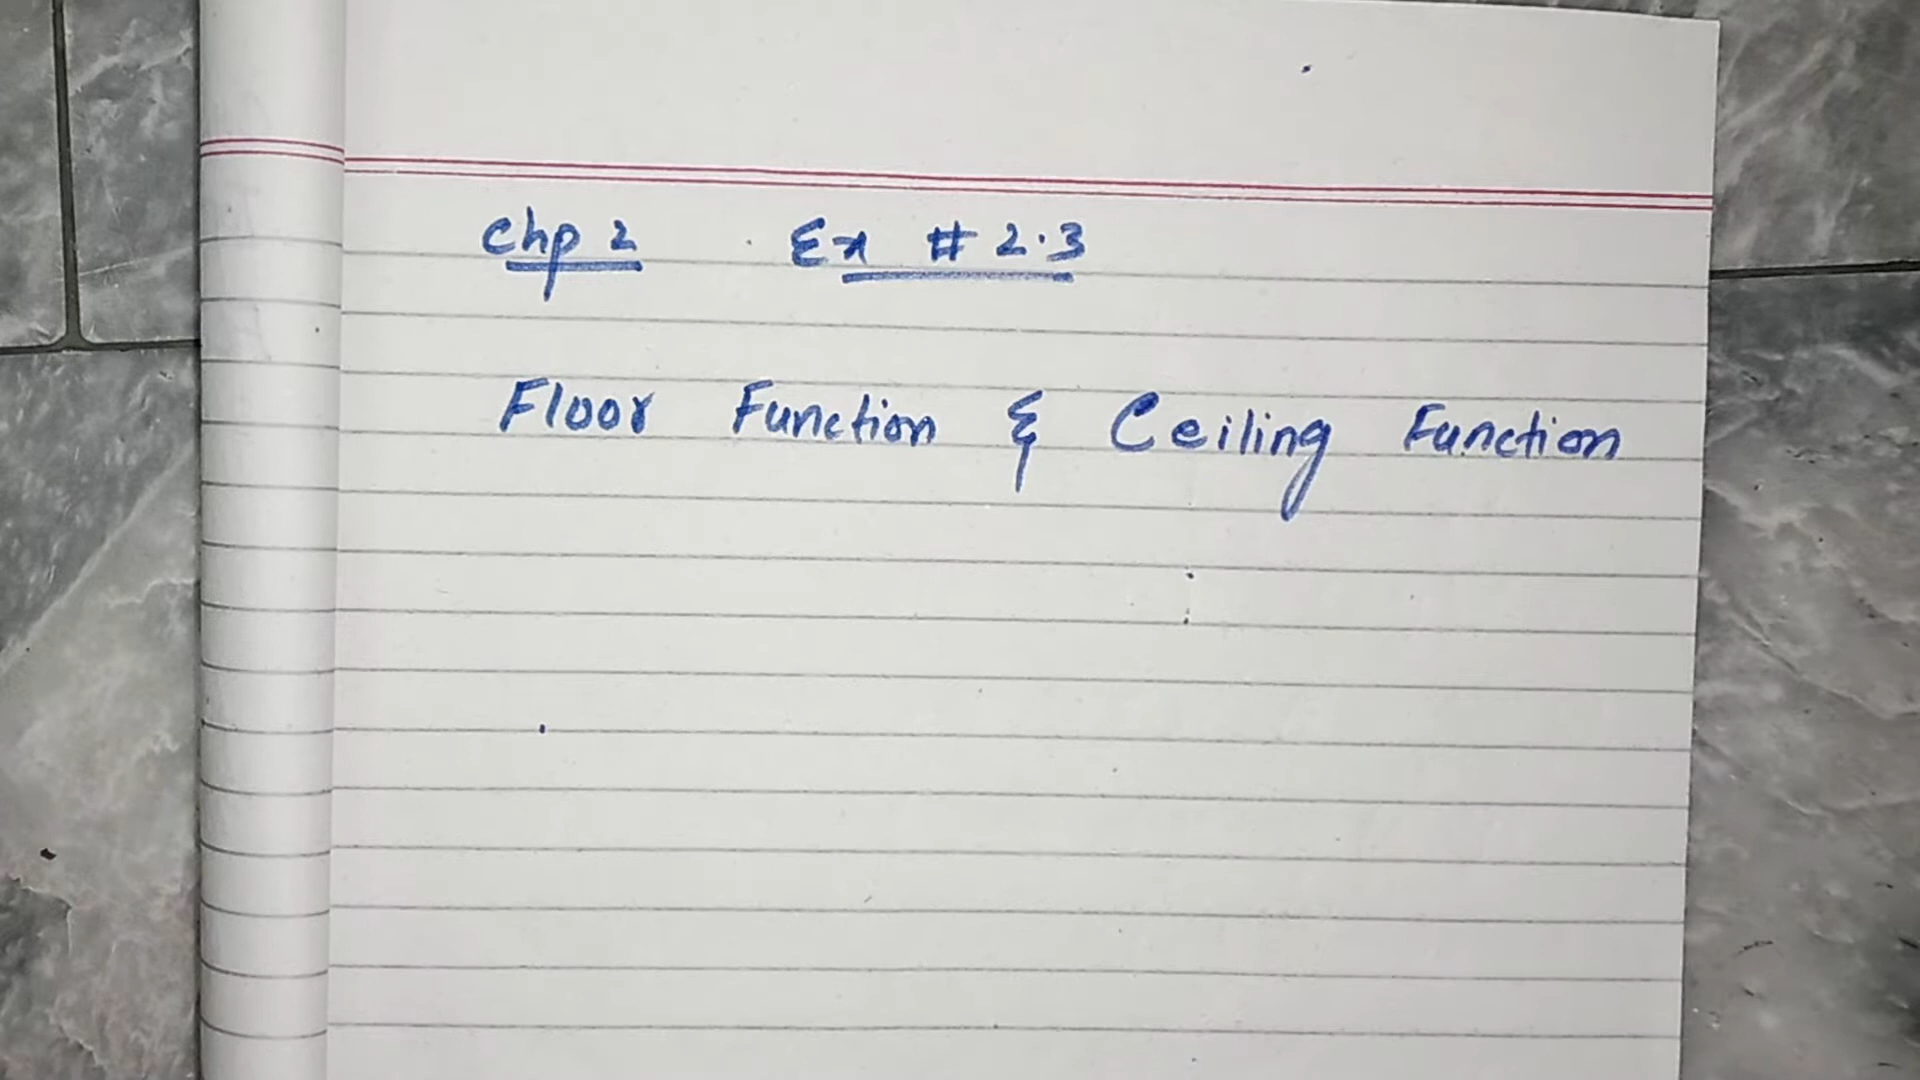 Chp 2 Ex # 2.3
Floor Function & Ceiling Function